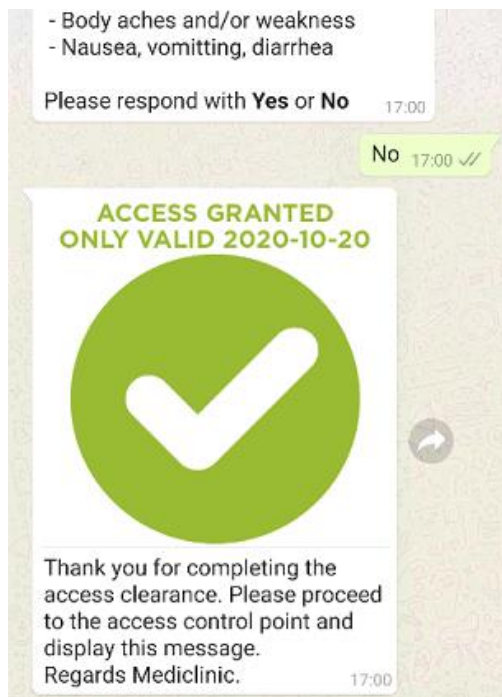 - Body aches and/or weakness
- Nausea, vomitting, diarrhea
Please respond with Yes or No 17:00
No 17:00
ACCESS GRANTED
ONLY VALID 2020-10-20
Thank you for completing the
access clearance. Please proceed
to the access control point and
display this message.
Regards Mediclinic. 17:00